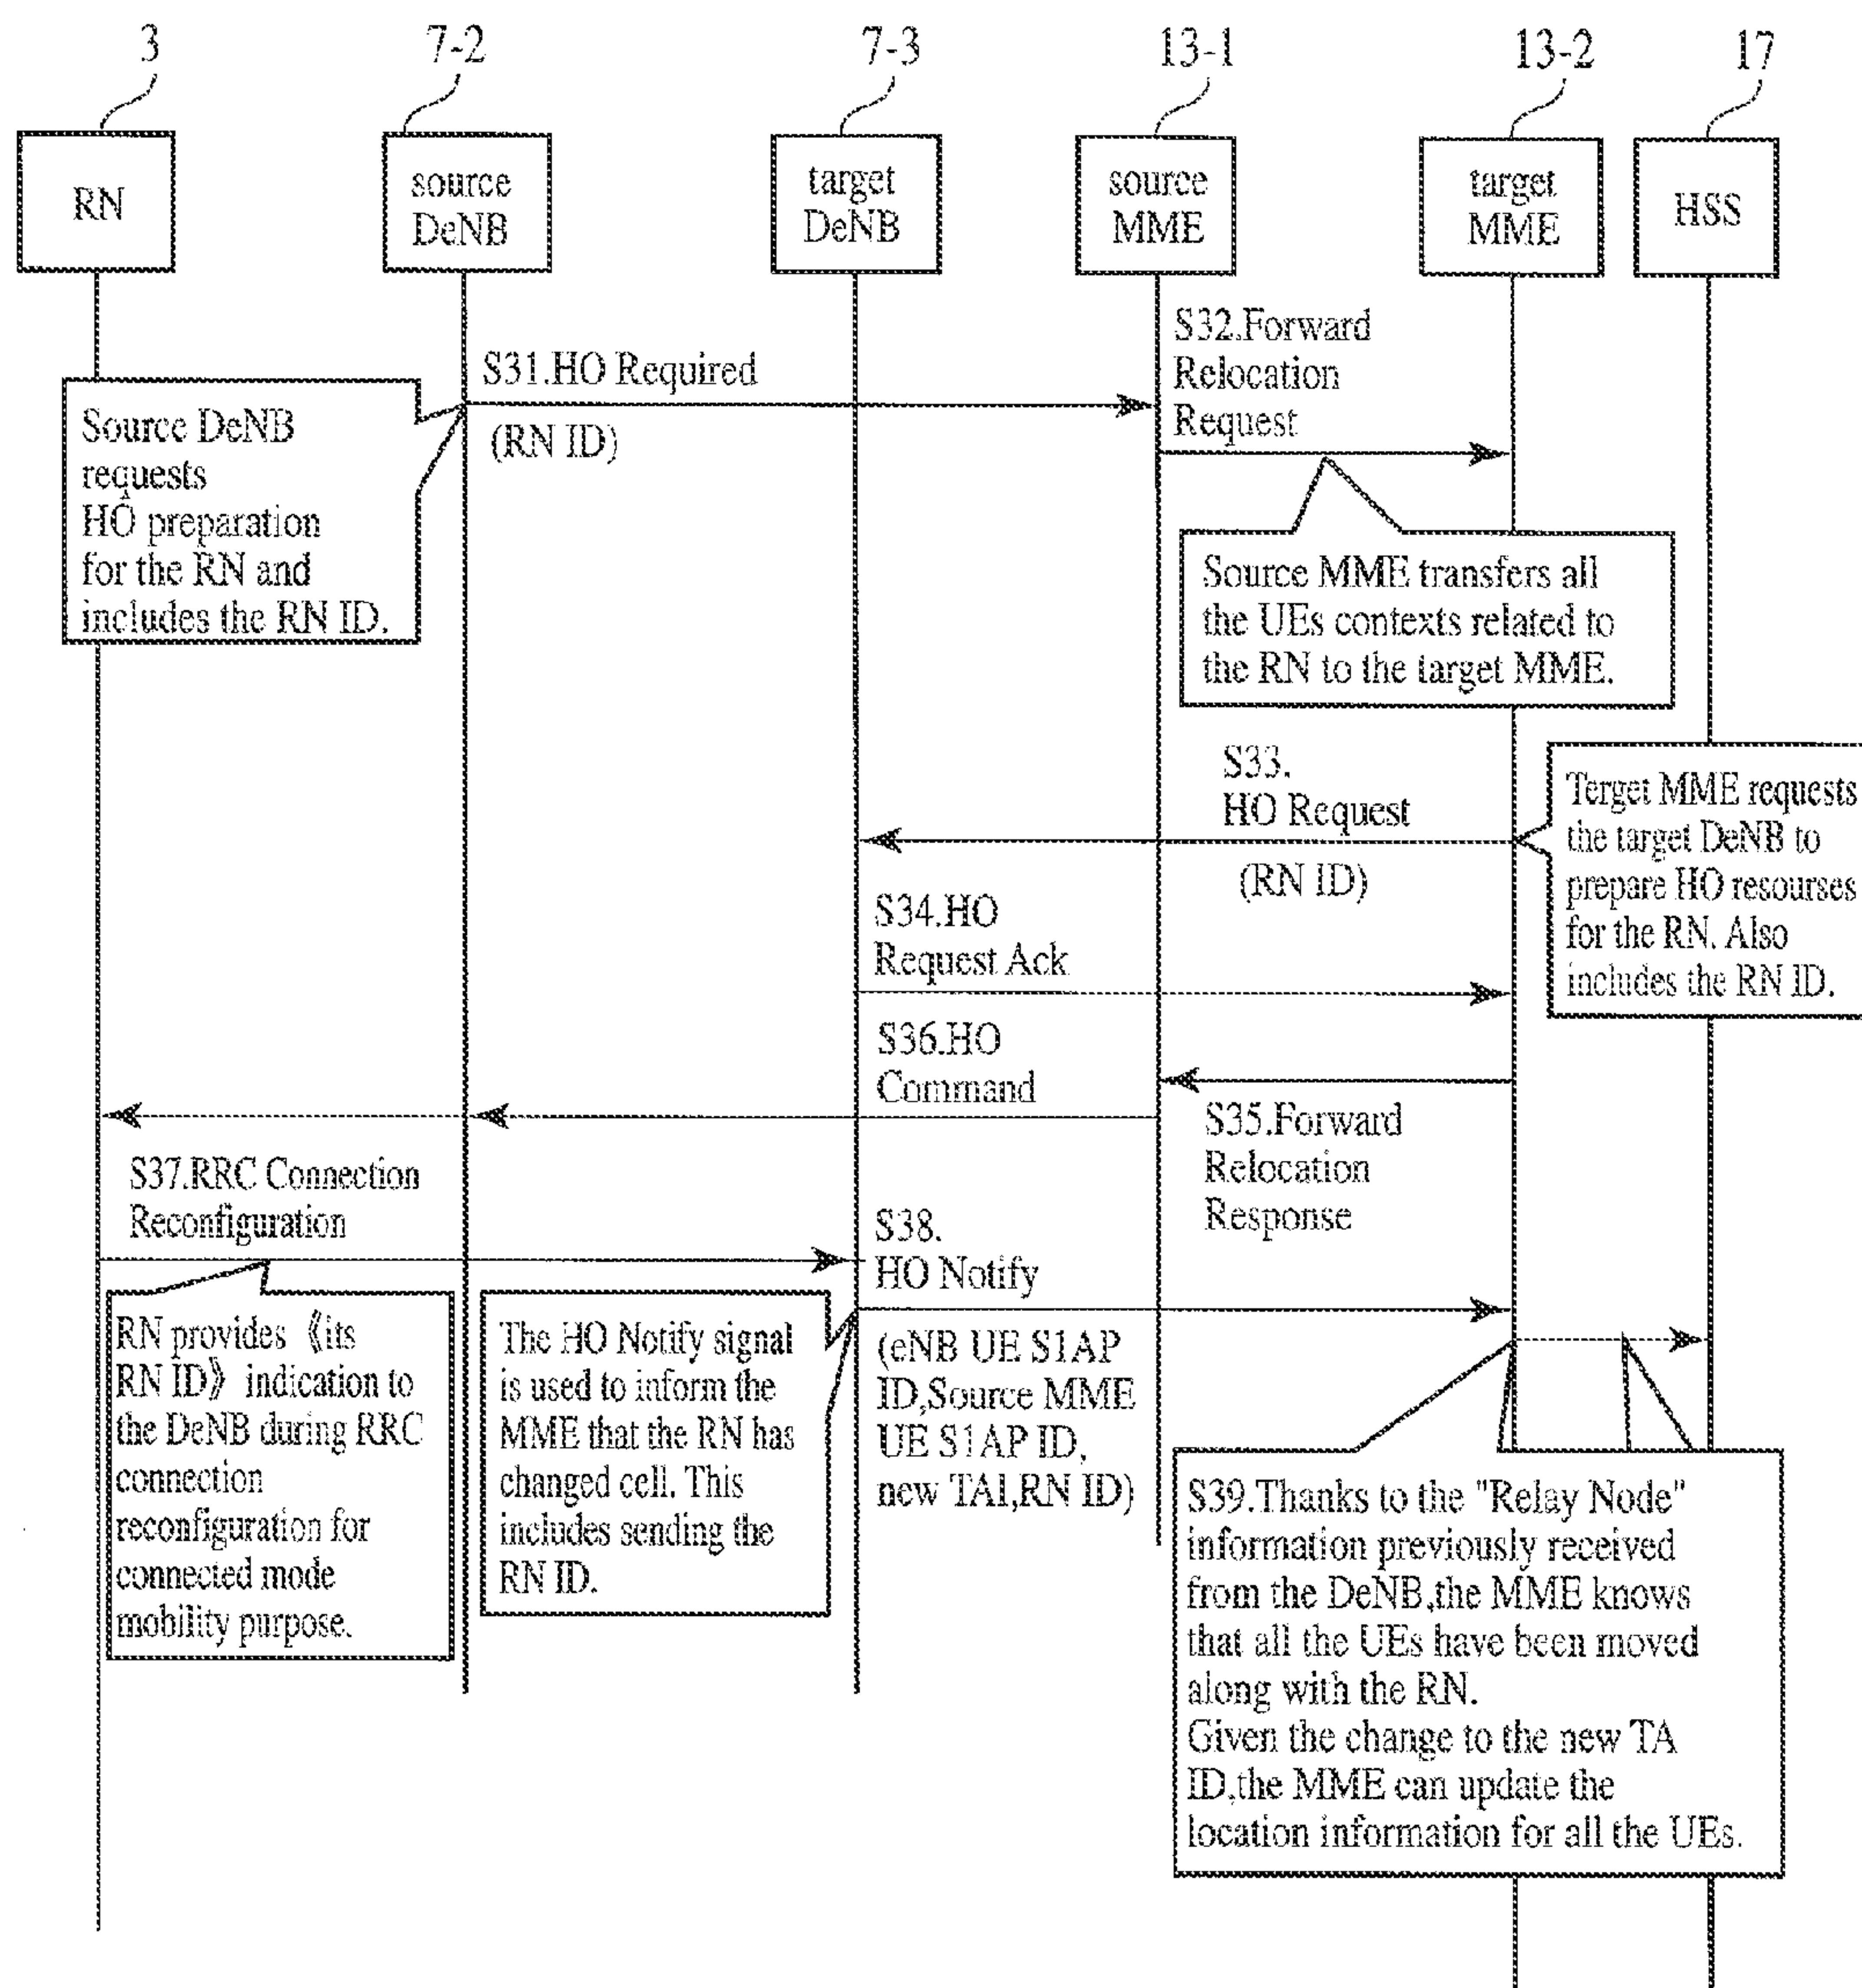 3
7-2
7-3
13-1
13-2
17
RN
source
DeNB
target
DeNB
source
MME
target
MME
HSS
S31.HO Required
(RN ID)
Source DeNB
requests
HO preparation
for the RN and
includes the RN ID.
S32.Forward
Relocation
Request
Source MME transfers all
the UEs contexts related to
the RN to the target MME.
S33.
HO Request
(RN ID)
Terget MME requests
the target DeNB to
prepare HO resourses
for the RN. Also
includes the RN ID.
S34.HO
Request Ack
S36.HO
Command
S35.Forward
Relocation
Response
S37.RRC Connection
Reconfiguration
RN provides 《its
RN ID》 indication to
the DeNB during RRC
connection
reconfiguration for
connected mode
mobility purpose.
The HO Notify signal
is used to inform the
MME that the RN has
changed cell. This
includes sending the
RN ID.
S38.
HO Notify
(eNB UE S1AP
ID,Source MME
UE S1AP ID,
new TAI,RN ID)
S39.Thanks to the "Relay Node"
information previously received
from the DeNB,the MME knows
that all the UEs have been moved
along with the RN.
Given the change to the new TA
ID,the MME can update the
location information for all the UEs.